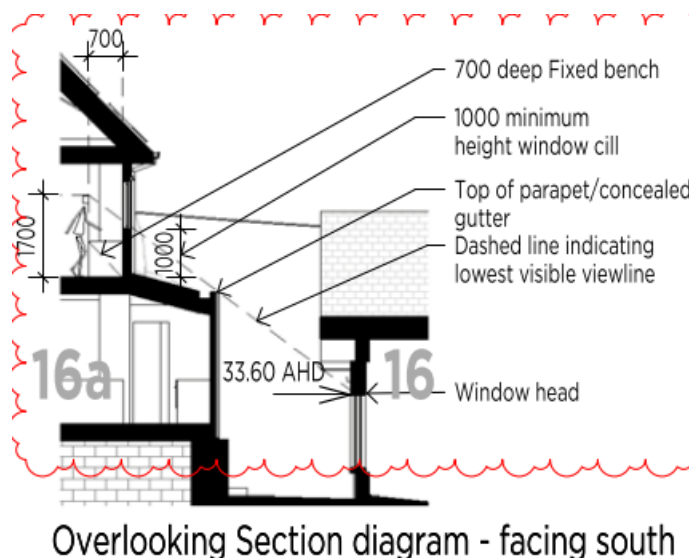 700
700 deep Fixed bench
1000 minimum
height window cill
Top of parapet/concealed
gutter
Dashed line indicating
lowest visible viewline
1700
1000
16a
33.60 AHD
16
Window head
Overlooking Section diagram - facing south